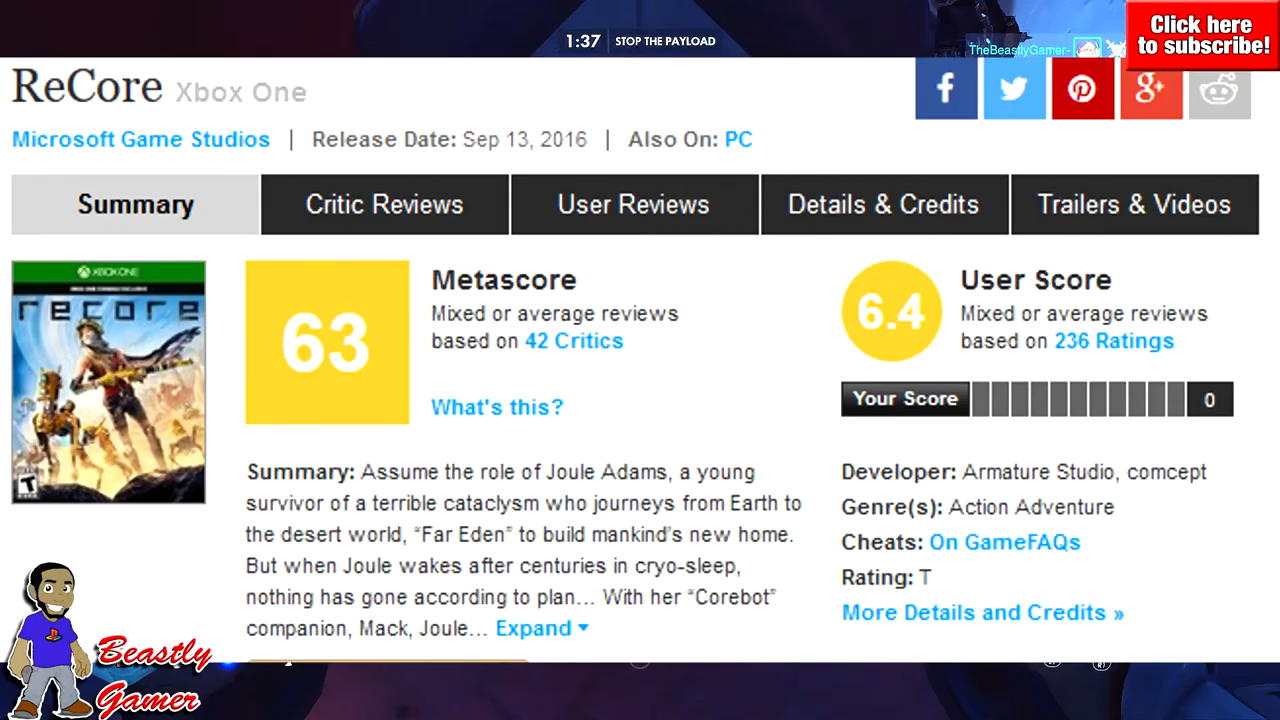 1:37 STOP THE PAYLOAD
Click here
to subscribe!
TheBeastlyGamer-
ReCore Xbox One
Microsoft Game Studios | Release Date: Sep 13, 2016 | Also On: PC
Summary Critic Reviews User Reviews Details & Credits Trailers & Videos
XBOX ONE
recore
T
63
Metascore
Mixed or average reviews
based on 42 Critics
What's this?
6.4
User Score
Mixed or average reviews
based on 236 Ratings
Your Score 0
Summary: Assume the role of Joule Adams, a young
survivor of a terrible cataclysm who journeys from Earth to
the desert world, “Far Eden” to build mankind’s new home.
But when Joule wakes after centuries in cryo-sleep,
nothing has gone according to plan... With her “Corebot”
companion, Mack, Joule... Expand
Developer: Armature Studio, comcept
Genre(s): Action Adventure
Cheats: On GameFAQs
Rating: T
More Details and Credits »
Beastly
Gamer